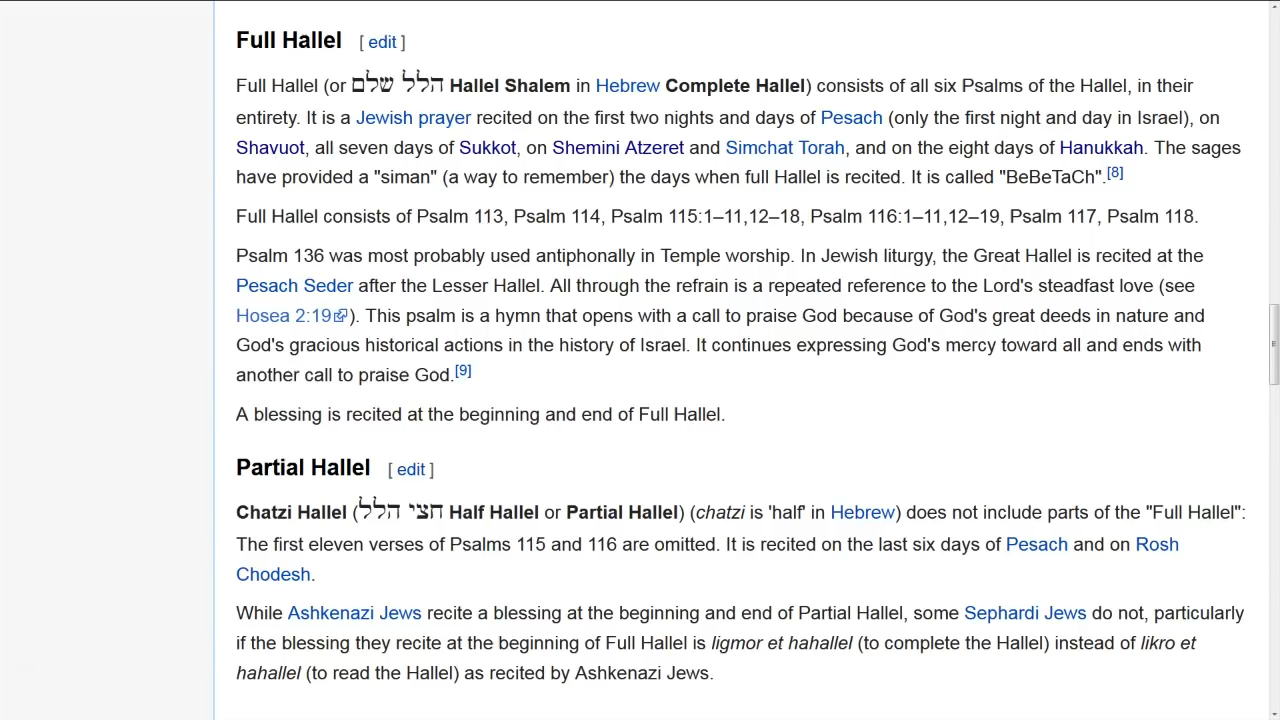 Full Hallel [ edit ]
Full Hallel (or הלל שלם Hallel Shalem in Hebrew Complete Hallel) consists of all six Psalms of the Hallel, in their
entirety. It is a Jewish prayer recited on the first two nights and days of Pesach (only the first night and day in Israel), on
Shavuot, all seven days of Sukkot, on Shemini Atzeret and Simchat Torah, and on the eight days of Hanukkah. The sages
have provided a "siman" (a way to remember) the days when full Hallel is recited. It is called "BeBeTaCh".[8]
Full Hallel consists of Psalm 113, Psalm 114, Psalm 115:1–11,12–18, Psalm 116:1–11,12–19, Psalm 117, Psalm 118.
Psalm 136 was most probably used antiphonally in Temple worship. In Jewish liturgy, the Great Hallel is recited at the
Pesach Seder after the Lesser Hallel. All through the refrain is a repeated reference to the Lord's steadfast love (see
Hosea 2:19). This psalm is a hymn that opens with a call to praise God because of God's great deeds in nature and
God's gracious historical actions in the history of Israel. It continues expressing God's mercy toward all and ends with
another call to praise God.[9]
A blessing is recited at the beginning and end of Full Hallel.
Partial Hallel [ edit ]
Chatzi Hallel (חצי הלל Half Hallel or Partial Hallel) (chatzi is 'half' in Hebrew) does not include parts of the "Full Hallel":
The first eleven verses of Psalms 115 and 116 are omitted. It is recited on the last six days of Pesach and on Rosh
Chodesh.
While Ashkenazi Jews recite a blessing at the beginning and end of Partial Hallel, some Sephardi Jews do not, particularly
if the blessing they recite at the beginning of Full Hallel is ligmor et hahallel (to complete the Hallel) instead of likro et
hahallel (to read the Hallel) as recited by Ashkenazi Jews.